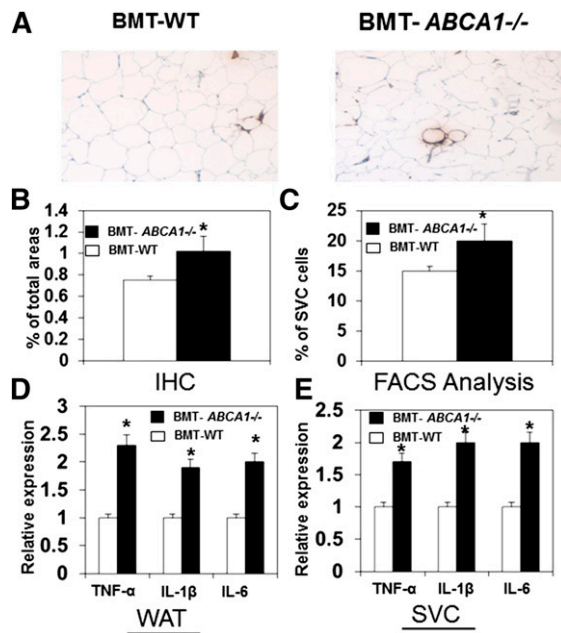 A
BMT-WT
BMT- ABCA1-/-
B
% of total areas
1.4
1.2
1
0.8
0.6
0.4
0.2
0
BMT- ABCA1-/-
BMT-WT
*
IHC
C
% of SVC cells
25
20
15
10
5
0
BMT- ABCA1-/-
BMT-WT
*
FACS Analysis
D
Relative expression
3
2.5
2
1.5
1
0.5
0
BMT- ABCA1-/-
BMT-WT
* * *
TNF-α IL-1β IL-6
WAT
E
Relative expression
2.5
2
1.5
1
0.5
0
BMT- ABCA1-/-
BMT-WT
* * *
TNF-α IL-1β IL-6
SVC